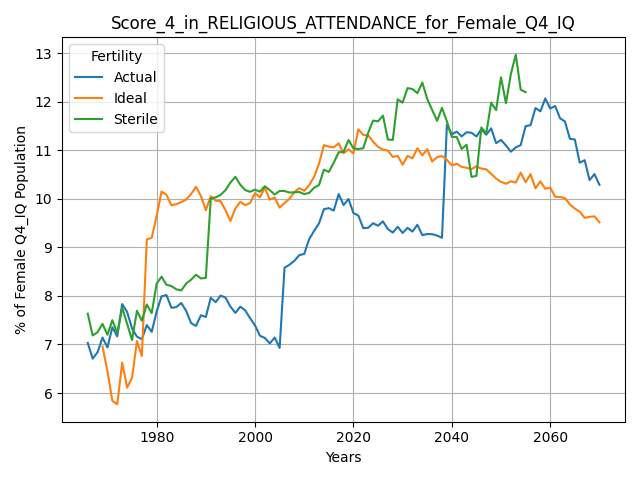 Score_4_in_RELIGIOUS_ATTENDANCE_for_Female_Q4_IQ
Fertility
Actual
Ideal
Sterile
% of Female Q4_IQ Population
13
12
11
10
9
8
7
6
1980
2000
2020
2040
2060
Years